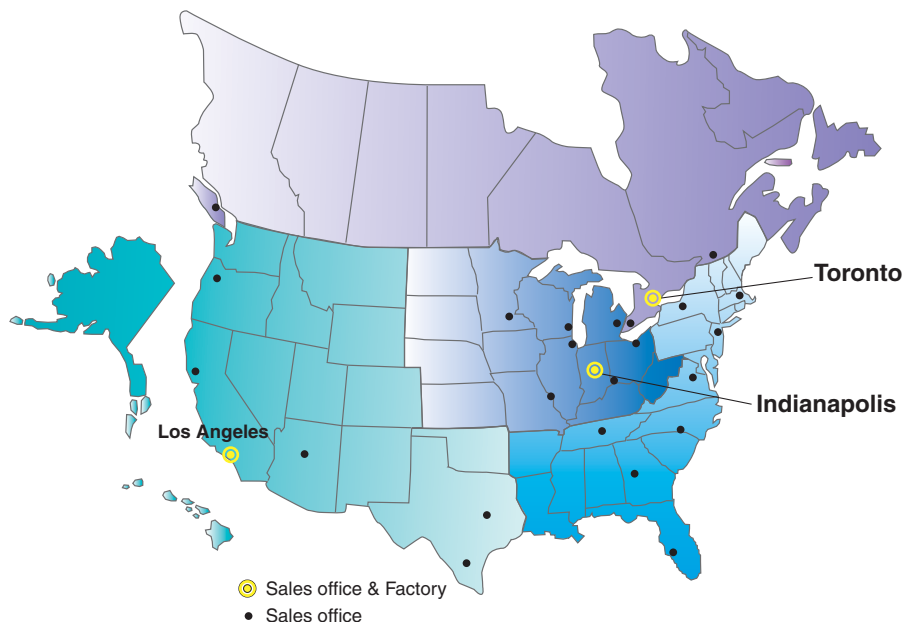 Toronto
Indianapolis
Los Angeles
Sales office & Factory
Sales office